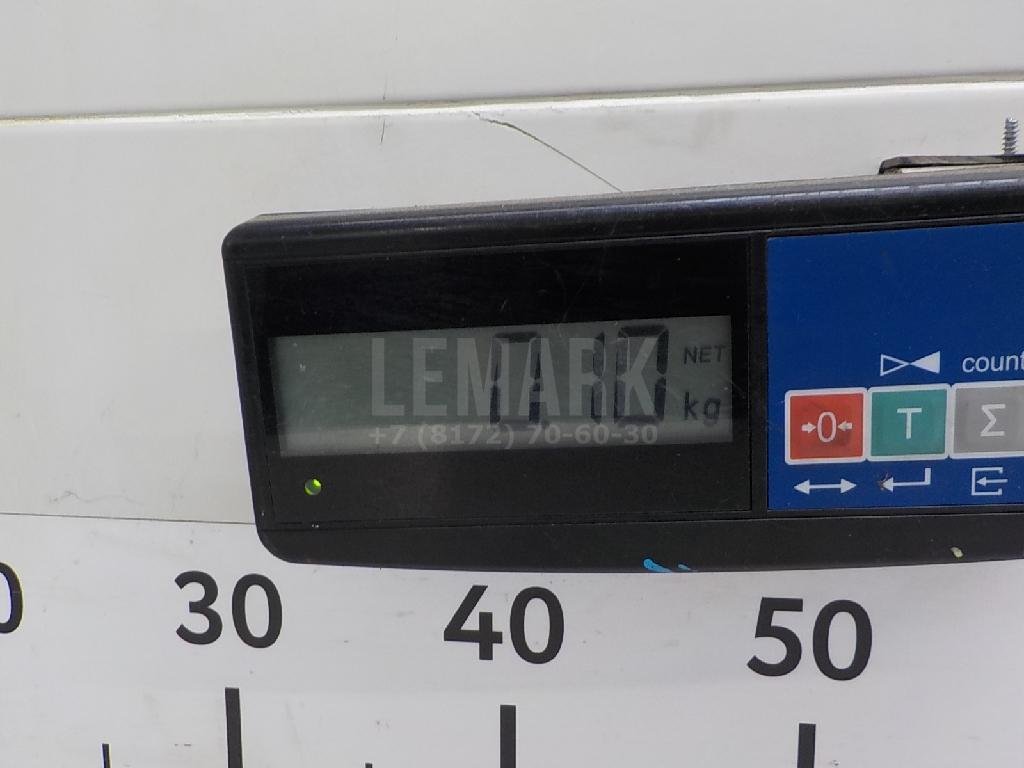 LEMARK
+7 (8172) 70-60-30
NET
kg
count
→0←
T
Σ
30
40
50